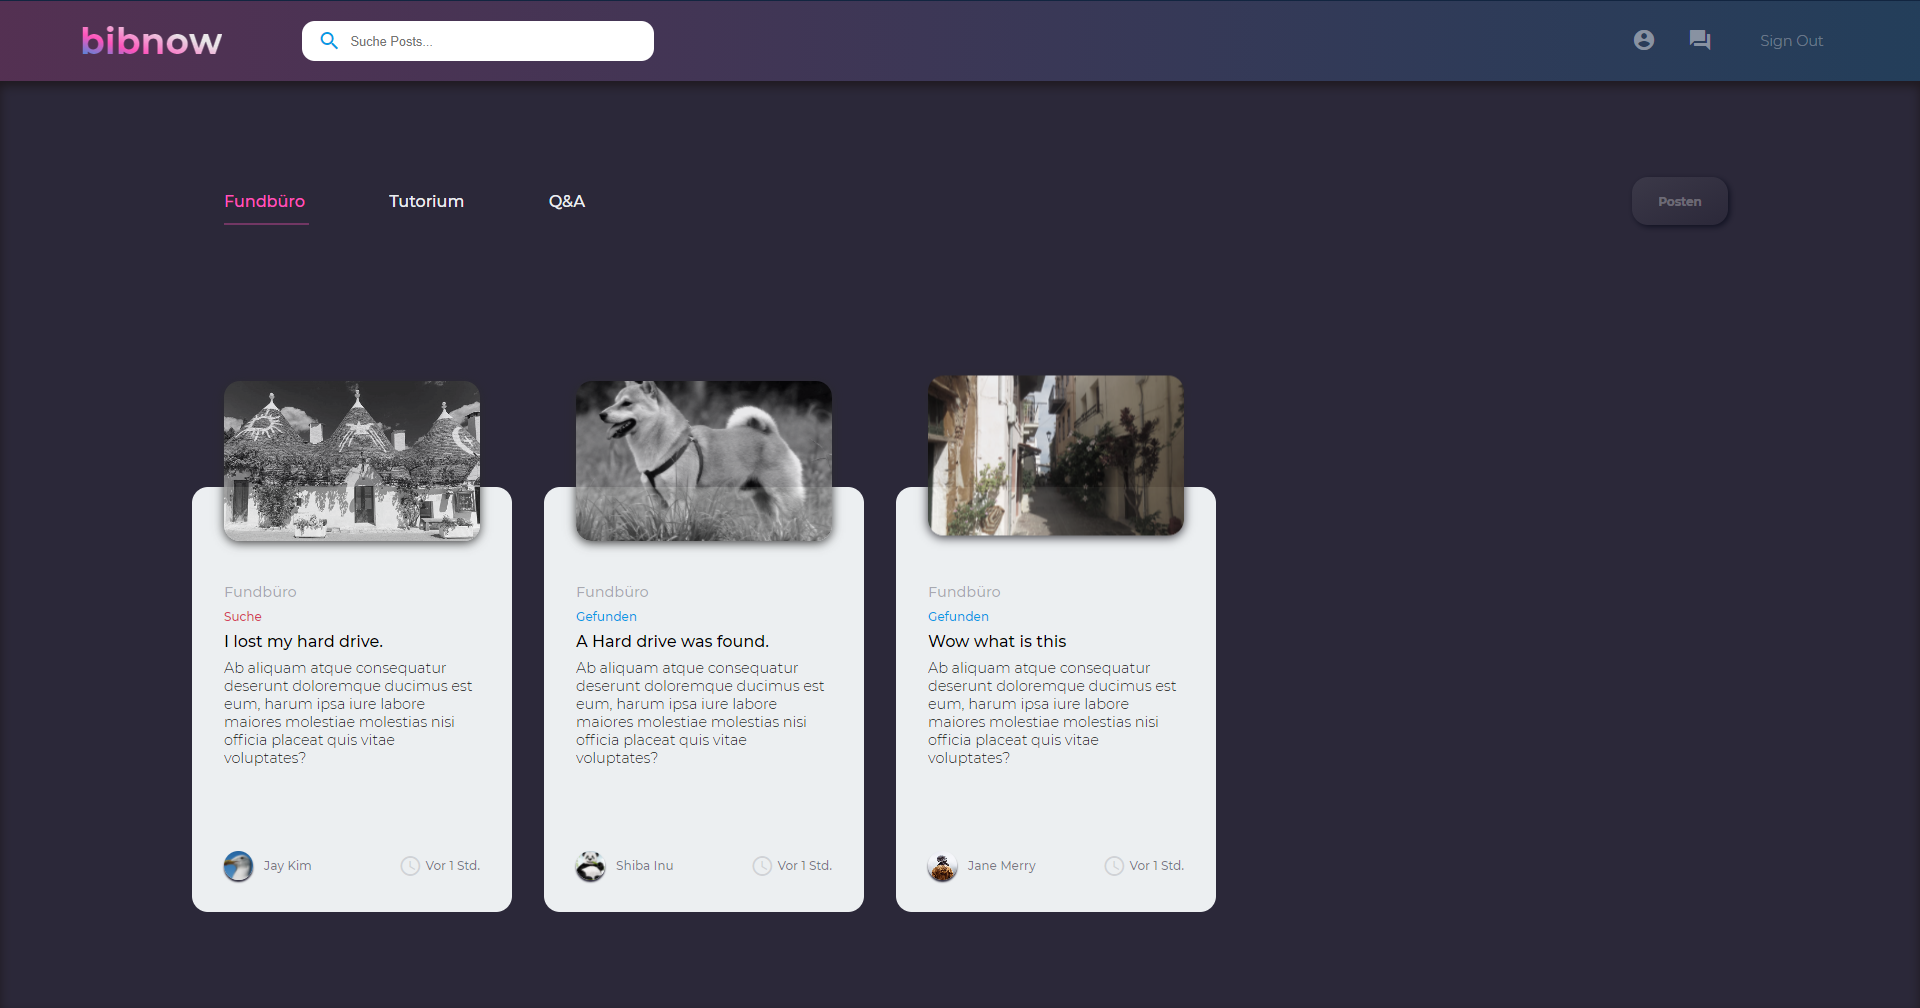 bibnow
Suche Posts...
Sign Out
Fundbüro
Tutorium
Q&A
Posten
Fundbüro
Suche
I lost my hard drive.
Ab aliquam atque consequatur
deserunt doloremque ducimus est
eum, harum ipsa iure labore
maiores molestiae molestias nisi
officia placeat quis vitae
voluptates?
Jay Kim
Vor 1 Std.
Fundbüro
Gefunden
A Hard drive was found.
Ab aliquam atque consequatur
deserunt doloremque ducimus est
eum, harum ipsa iure labore
maiores molestiae molestias nisi
officia placeat quis vitae
voluptates?
Shiba Inu
Vor 1 Std.
Fundbüro
Gefunden
Wow what is this
Ab aliquam atque consequatur
deserunt doloremque ducimus est
eum, harum ipsa iure labore
maiores molestiae molestias nisi
officia placeat quis vitae
voluptates?
Jane Merry
Vor 1 Std.